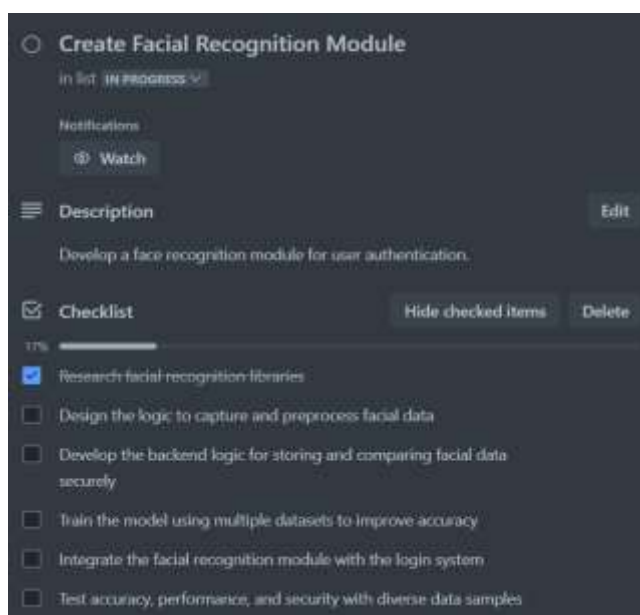 Create Facial Recognition Module
in list IN PROGRESS
Notifications
Watch
Description Edit
Develop a face recognition module for user authentication.
Checklist Hide checked items Delete
17%
Research facial recognition libraries
Design the logic to capture and preprocess facial data
Develop the backend logic for storing and comparing facial data
securely
Train the model using multiple datasets to improve accuracy
Integrate the facial recognition module with the login system
Test accuracy, performance, and security with diverse data samples